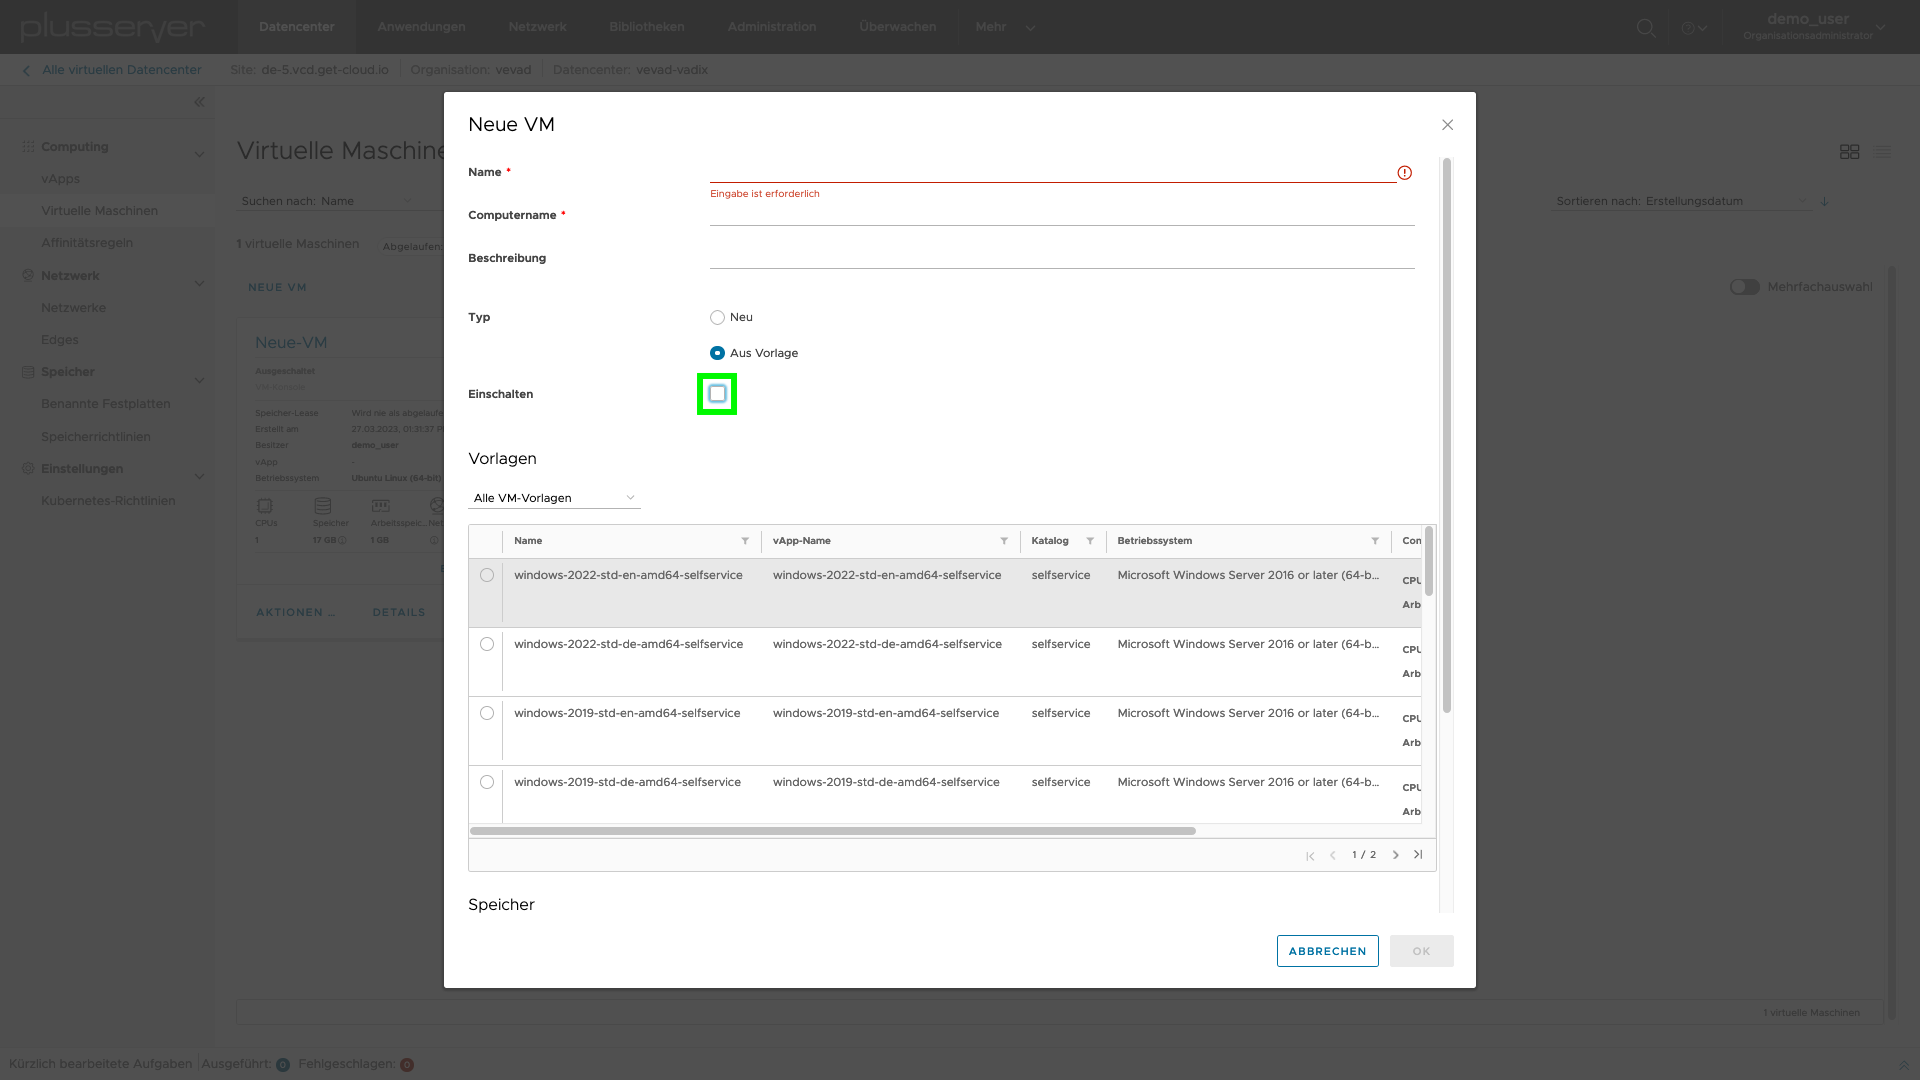 plusserver
Datencenter
Anwendungen
Netzwerk
Bibliotheken
Administration
Überwachen
Mehr
demo_user
Organisationsadministrator
Alle virtuellen Datencenter
Site: de-5.vcd.get-cloud.io
Organisation: vevad
Datencenter: vevad-vadix
Computing
vApps
Virtuelle Maschinen
Affinitätsregeln
Netzwerk
Netzwerke
Edges
Speicher
Benannte Festplatten
Speicherrichtlinien
Einstellungen
Kubernetes-Richtlinien
Virtuelle Maschine
Suchen nach: Name
Sortieren nach: Erstellungsdatum
1 virtuelle Maschinen
Abgelaufen:
NEUE VM
Mehrfachauswahl
Neue-VM
Ausgeschaltet
VM-Konsole
Speicher-Lease Wird nie als abgelaufe
Erstellt am 27.03.2023, 01:31:37 P
Besitzer demo_user
vApp -
Betriebssystem Ubuntu Linux (64-bit)
CPUs Speicher Arbeitsspeic... Net
1 17 GB 1 GB
AKTIONEN ... DETAILS
Neue VM
Name *
Eingabe ist erforderlich
Computername *
Beschreibung
Typ
Neu
Aus Vorlage
Einschalten
Vorlagen
Alle VM-Vorlagen
Name vApp-Name Katalog Betriebssystem Con
windows-2022-std-en-amd64-selfservice windows-2022-std-en-amd64-selfservice selfservice Microsoft Windows Server 2016 or later (64-b... CPU
Arb
windows-2022-std-de-amd64-selfservice windows-2022-std-de-amd64-selfservice selfservice Microsoft Windows Server 2016 or later (64-b... CPU
Arb
windows-2019-std-en-amd64-selfservice windows-2019-std-en-amd64-selfservice selfservice Microsoft Windows Server 2016 or later (64-b... CPU
Arb
windows-2019-std-de-amd64-selfservice windows-2019-std-de-amd64-selfservice selfservice Microsoft Windows Server 2016 or later (64-b... CPU
Arb
1 / 2
Speicher
ABBRECHEN
OK
1 virtuelle Maschinen
Kürzlich bearbeitete Aufgaben Ausgeführt: 0 Fehlgeschlagen: 0